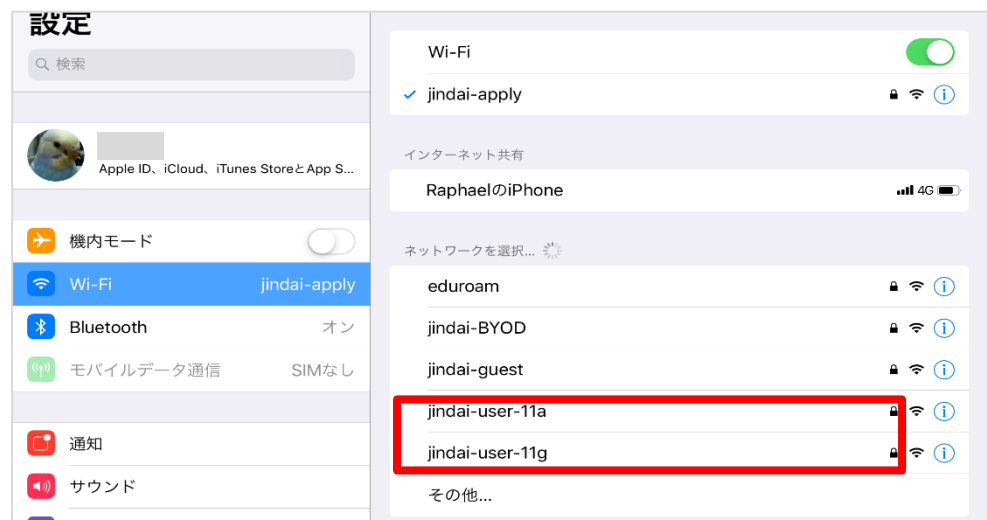 設定
検索
Apple ID、iCloud、iTunes StoreとApp S...
機内モード
Wi-Fi jindai-apply
Bluetooth オン
モバイルデータ通信 SIMなし
通知
サウンド
Wi-Fi
jindai-apply
インターネット共有
RaphaelのiPhone 4G
ネットワークを選択...
eduroam
jindai-BYOD
jindai-guest
jindai-user-11a
jindai-user-11g
その他...